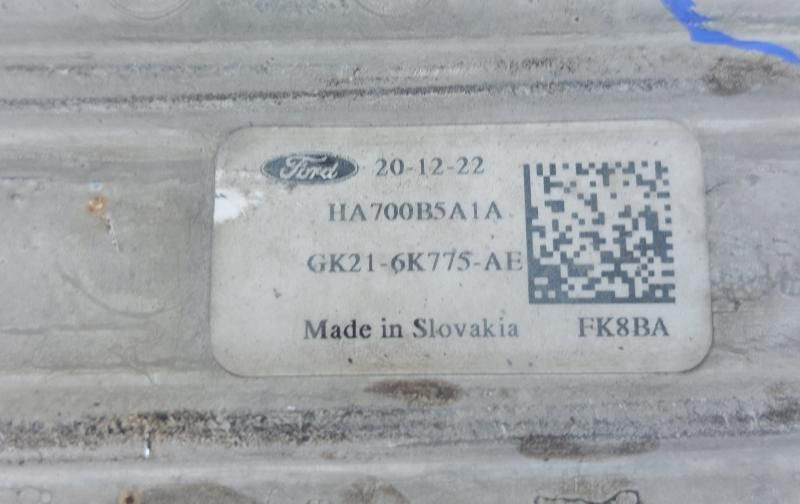 Ford 20-12-22
HA700B5A1A
GK21-6K775-AE
Made in Slovakia FK8BA